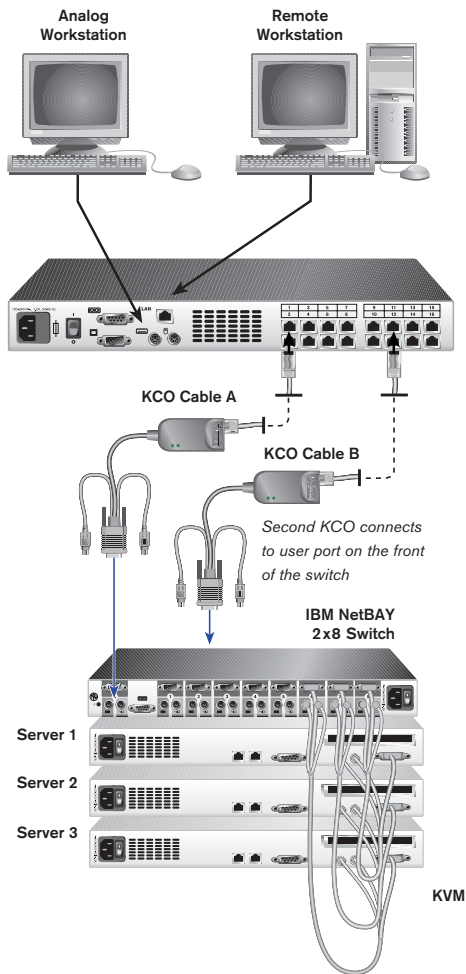 Analog
Workstation
Remote
Workstation
LAN
1 3 5 7
2 4 6 8
9 11 13 15
10 12 14 16
KCO Cable A
KCO Cable B
Second KCO connects
to user port on the front
of the switch
IBM NetBAY
2x8 Switch
Server 1
Server 2
Server 3
KVM